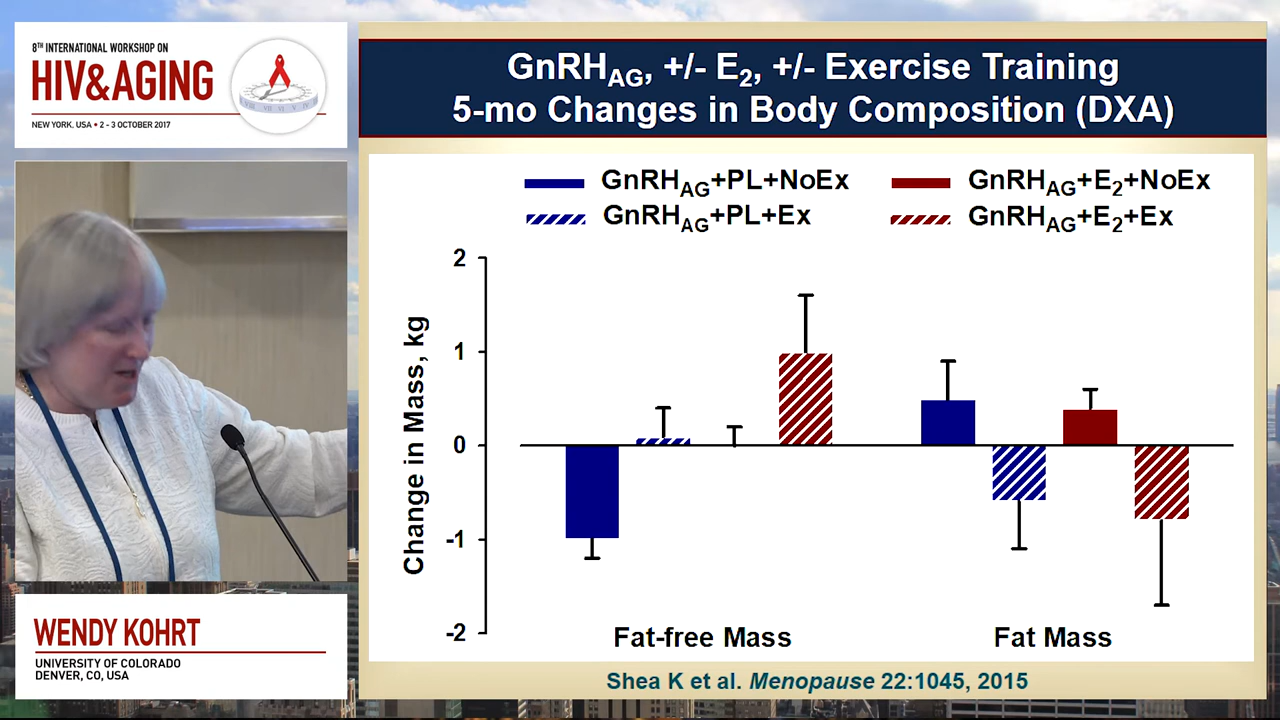 8TH INTERNATIONAL WORKSHOP ON
HIV&AGING
NEW YORK, USA • 2 - 3 OCTOBER 2017
GnRHAG, +/- E2, +/- Exercise Training
5-mo Changes in Body Composition (DXA)
GnRHAG+PL+NoEx
GnRHAG+E2+NoEx
GnRHAG+PL+Ex
GnRHAG+E2+Ex
Change in Mass, kg
2
1
0
-1
-2
Fat-free Mass
Fat Mass
Shea K et al. Menopause 22:1045, 2015
WENDY KOHRT
UNIVERSITY OF COLORADO
DENVER, CO, USA